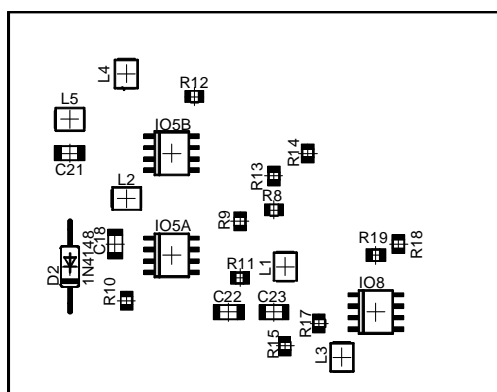 L4
R12
L5
IO5B
C21
R14
R13
L2
R8
R9
IO5A
C18
R19
R18
D2
1N4148
L1
R11
IO8
R10
C22
C23
R17
R15
L3